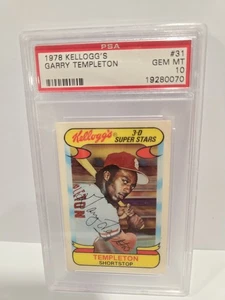 PSA
1978 KELLOGG'S #31
GARRY TEMPLETON GEM MT
10
19280070
Kellogg's 3-D
SUPER STARS
TEMPLETON
SHORTSTOP